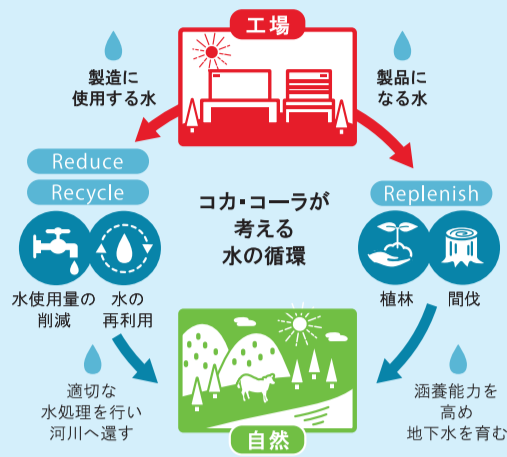 工場
製造に
使用する水
製品に
なる水
Reduce
Recycle
Replenish
コカ・コーラが
考える
水の循環
水使用量の
削減
水の
再利用
植林
間伐
適切な
水処理を行い
河川へ還す
涵養能力を
高め
地下水を育む
自然